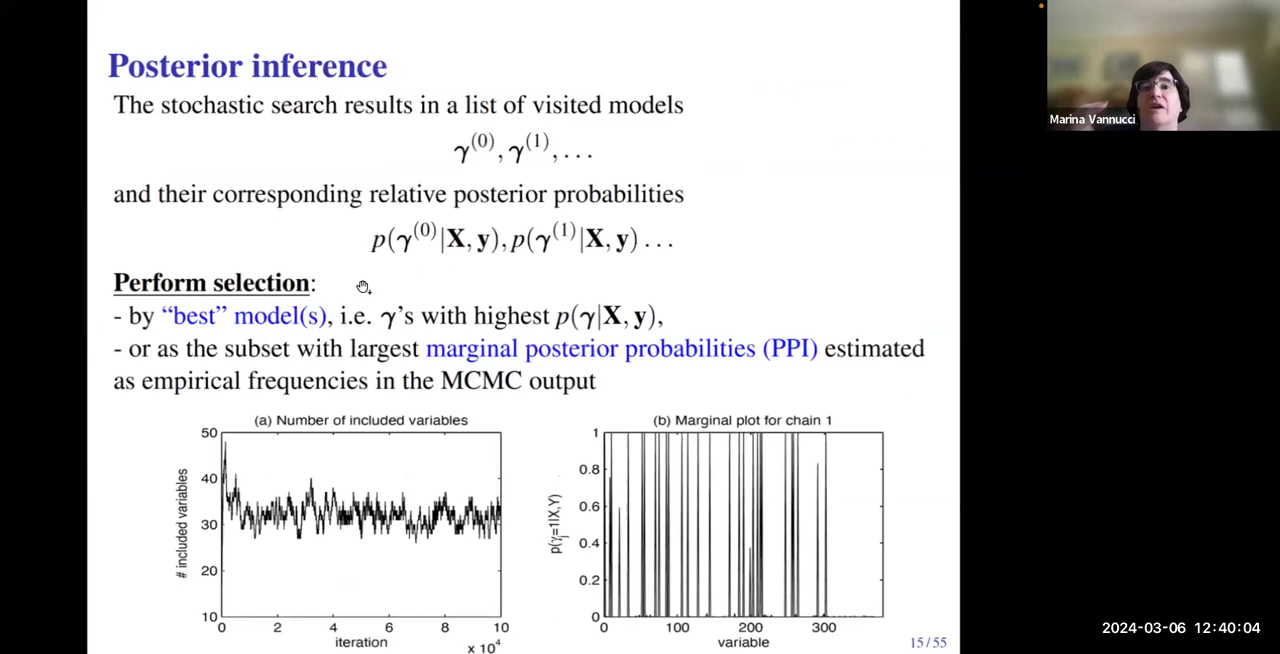 Posterior inference
The stochastic search results in a list of visited models
γ^(0), γ^(1), . . .
and their corresponding relative posterior probabilities
p(γ^(0)|X, y), p(γ^(1)|X, y) . . .
Perform selection:
- by “best” model(s), i.e. γ’s with highest p(γ|X, y),
- or as the subset with largest marginal posterior probabilities (PPI) estimated
as empirical frequencies in the MCMC output
(a) Number of included variables
50
40
30
20
10
# included variables
0 2 4 6 8 10
iteration
x 10^4
(b) Marginal plot for chain 1
1
0.8
0.6
0.4
0.2
0
p(γ_j=1|X,Y)
0 100 200 300
variable
15/55
Marina Vannucci
2024-03-06 12:40:04